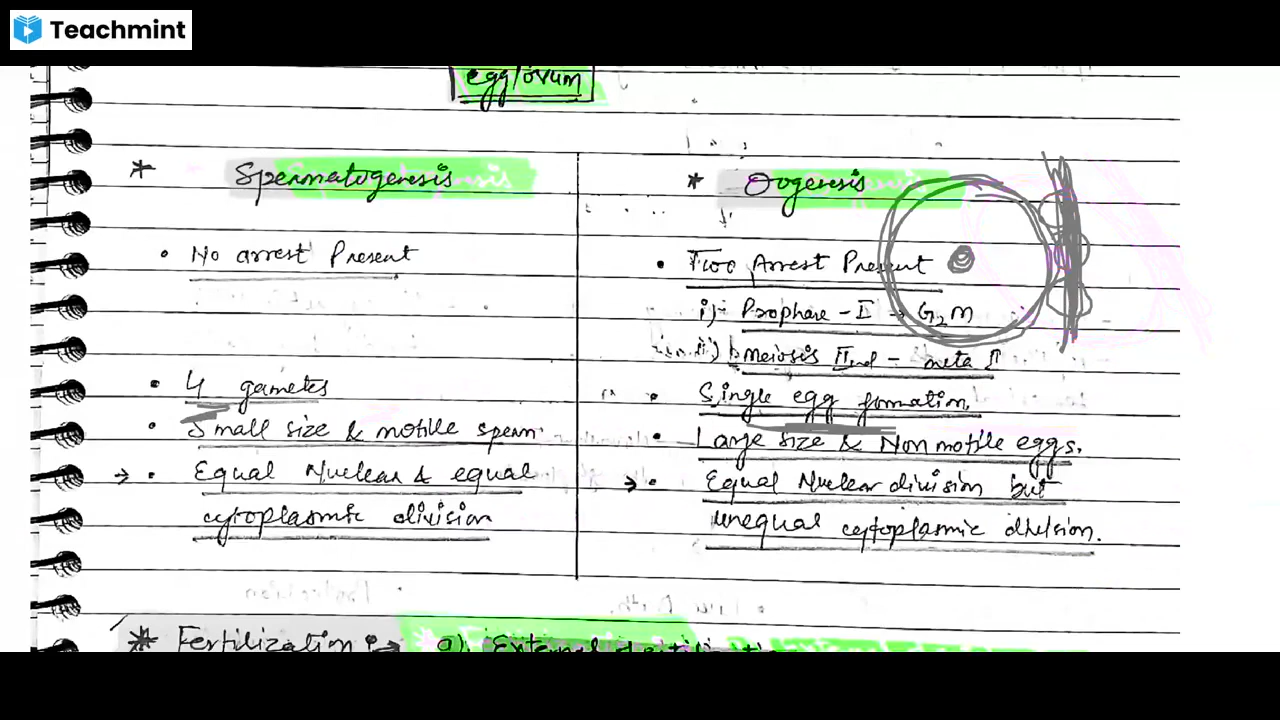 Teachmint
egg/ovum
* Spermatogenesis
• No arrest Present
• 4 gametes
• Small size & motile sperm
→ • Equal Nuclear & equal
cytoplasmic division
* Oogenesis
• Two Arrest Present
i) Prophase - I → G2M
ii) Meiosis IInd - meta II
• Single egg formation.
• Large size & Non motile eggs.
→ • Equal Nuclear division but
unequal cytoplasmic division.
* Fertilization :→ a). External